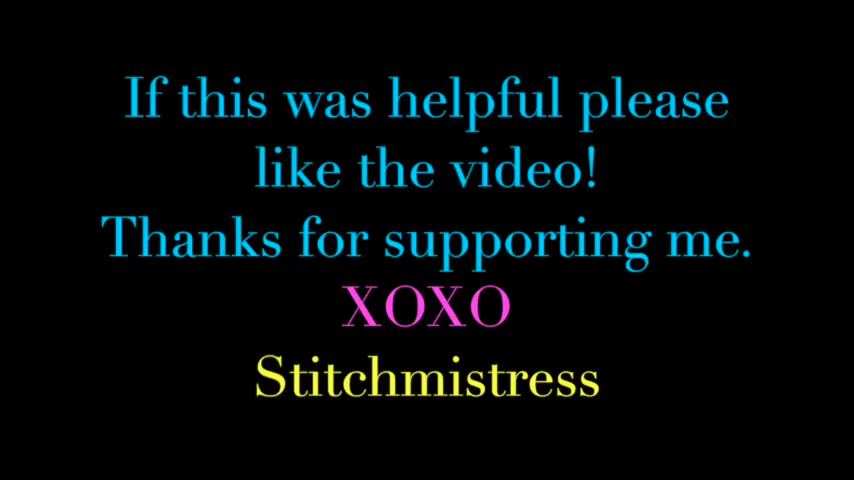 If this was helpful please
like the video!
Thanks for supporting me.
XOXO
Stitchmistress